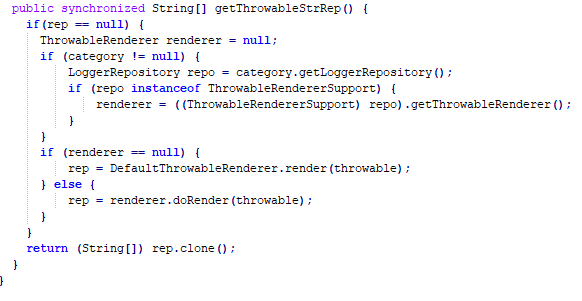 public synchronized String[] getThrowableStrRep() {
if(rep == null) {
ThrowableRenderer renderer = null;
if (category != null) {
LoggerRepository repo = category.getLoggerRepository();
if (repo instanceof ThrowableRendererSupport) {
renderer = ((ThrowableRendererSupport) repo).getThrowableRenderer();
}
}
if (renderer == null) {
rep = DefaultThrowableRenderer.render(throwable);
} else {
rep = renderer.doRender(throwable);
}
}
return (String[]) rep.clone();
}
}